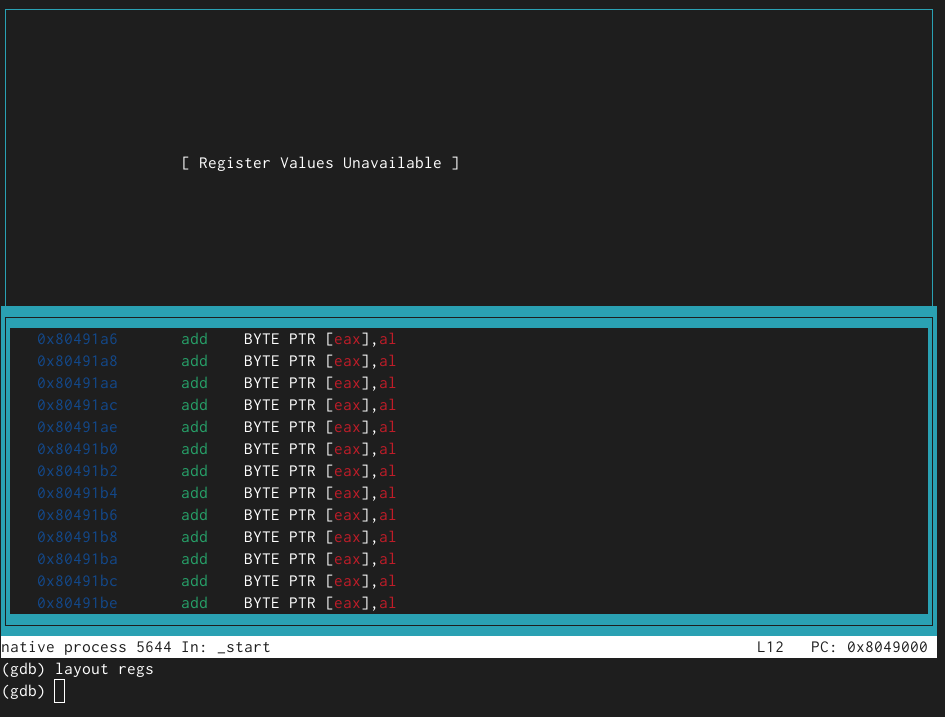 [ Register Values Unavailable ]
0x80491a6 add BYTE PTR [eax],al
0x80491a8 add BYTE PTR [eax],al
0x80491aa add BYTE PTR [eax],al
0x80491ac add BYTE PTR [eax],al
0x80491ae add BYTE PTR [eax],al
0x80491b0 add BYTE PTR [eax],al
0x80491b2 add BYTE PTR [eax],al
0x80491b4 add BYTE PTR [eax],al
0x80491b6 add BYTE PTR [eax],al
0x80491b8 add BYTE PTR [eax],al
0x80491ba add BYTE PTR [eax],al
0x80491bc add BYTE PTR [eax],al
0x80491be add BYTE PTR [eax],al
native process 5644 In: _start L12 PC: 0x8049000
(gdb) layout regs
(gdb)